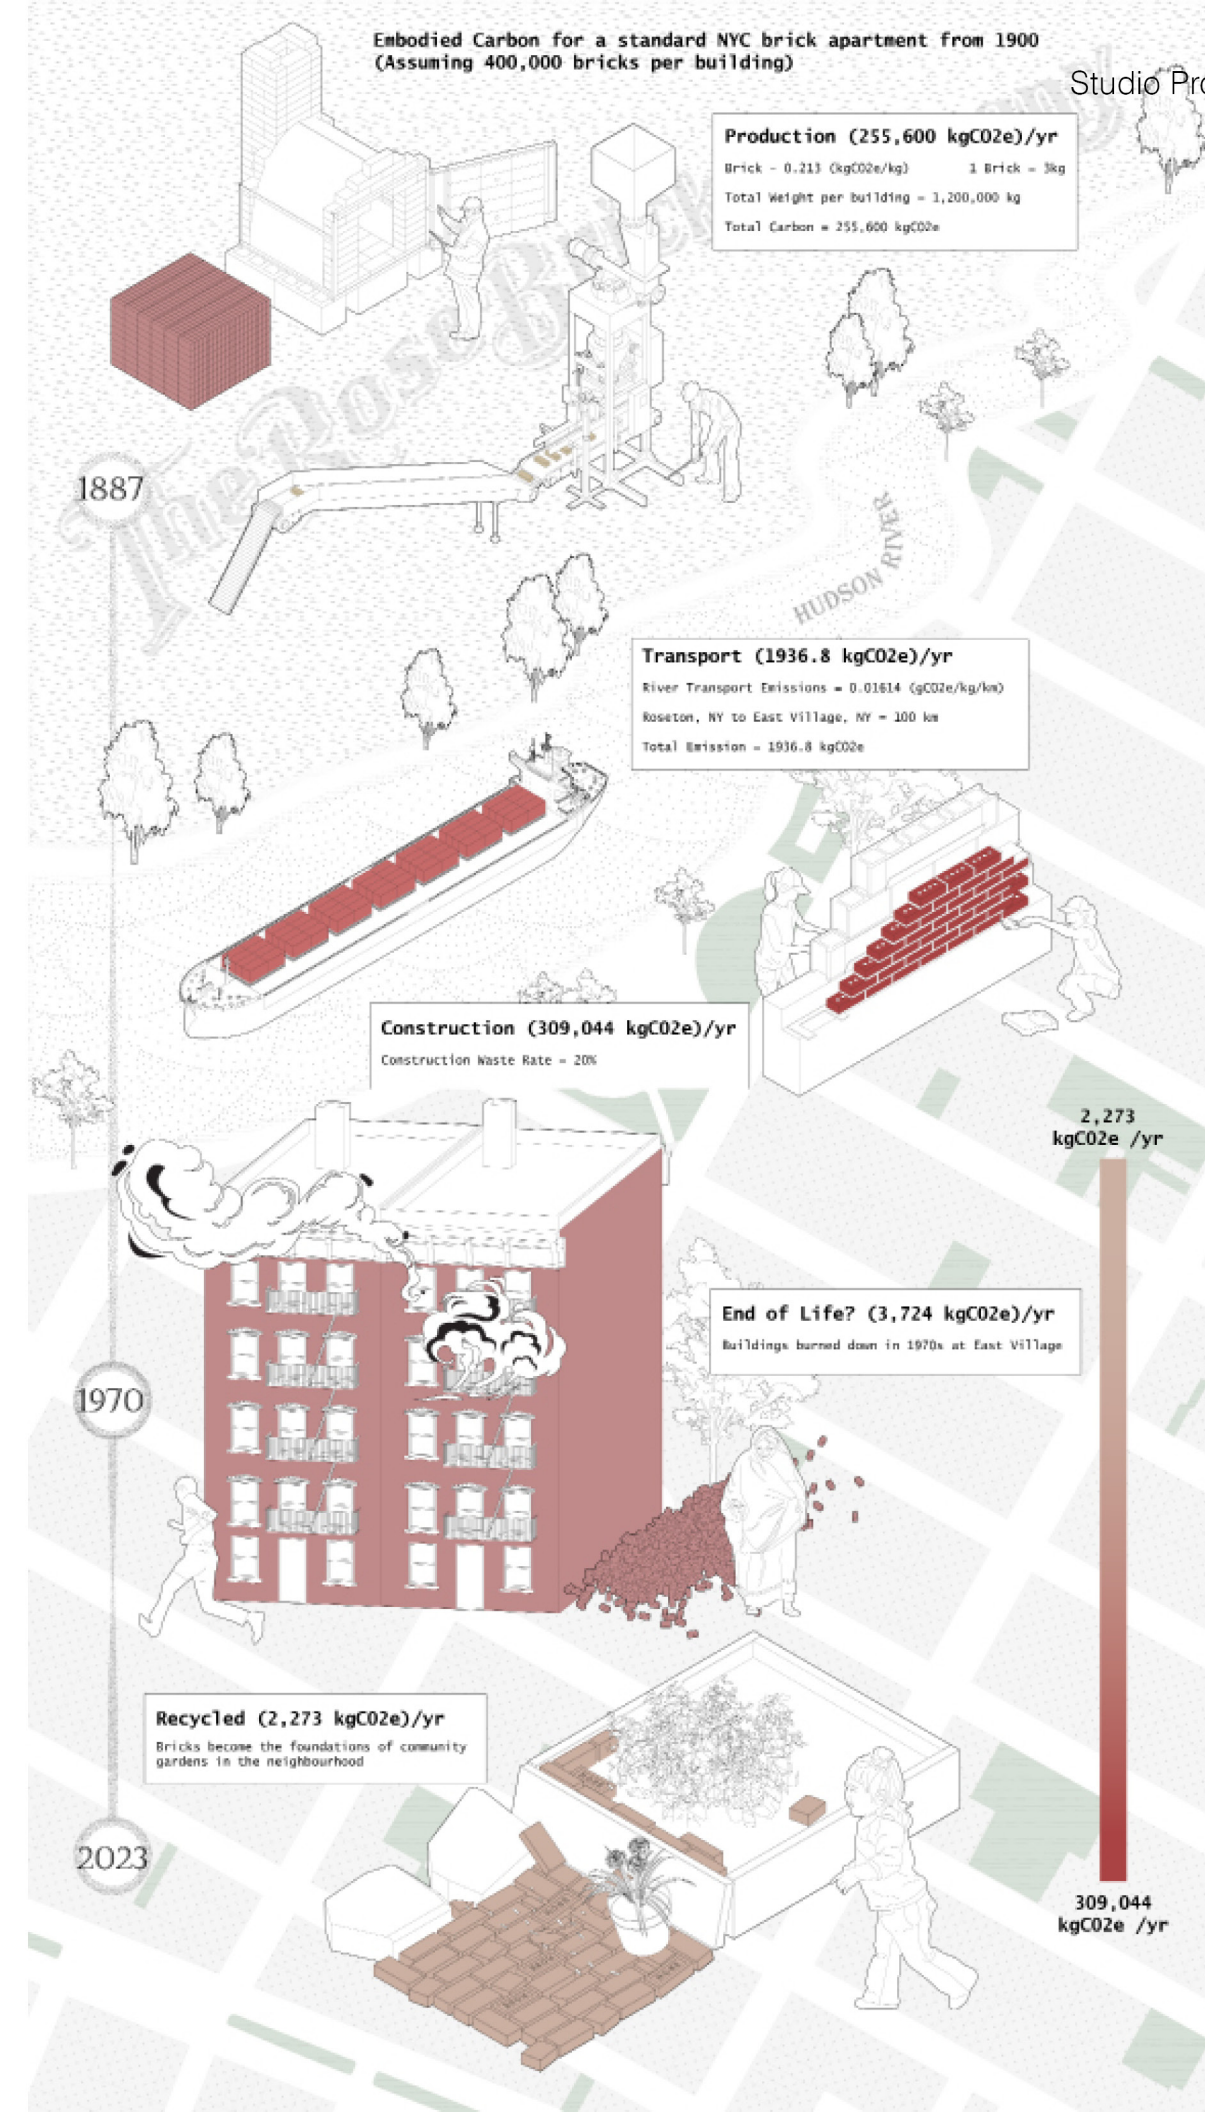 Embodied Carbon for a standard NYC brick apartment from 1900
(Assuming 400,000 bricks per building)
Studio Pro
Production (255,600 kgCO2e)/yr
Brick - 0.213 (kgCO2e/kg) 1 Brick - 3kg
Total Weight per building - 1,200,000 kg
Total Carbon = 255,600 kgCO2e
The Rose Brick
1887
HUDSON RIVER
Transport (1936.8 kgCO2e)/yr
River Transport Emissions = 0.01614 (gCO2e/kg/km)
Roseton, NY to East Village, NY - 100 km
Total Emission - 1936.8 kgCO2e
Construction (309,044 kgCO2e)/yr
Construction Waste Rate - 20%
2,273
kgCO2e /yr
End of Life? (3,724 kgCO2e)/yr
Buildings burned down in 1970s at East Village
1970
Recycled (2,273 kgCO2e)/yr
Bricks become the foundations of community
gardens in the neighbourhood
2023
309,044
kgCO2e /yr